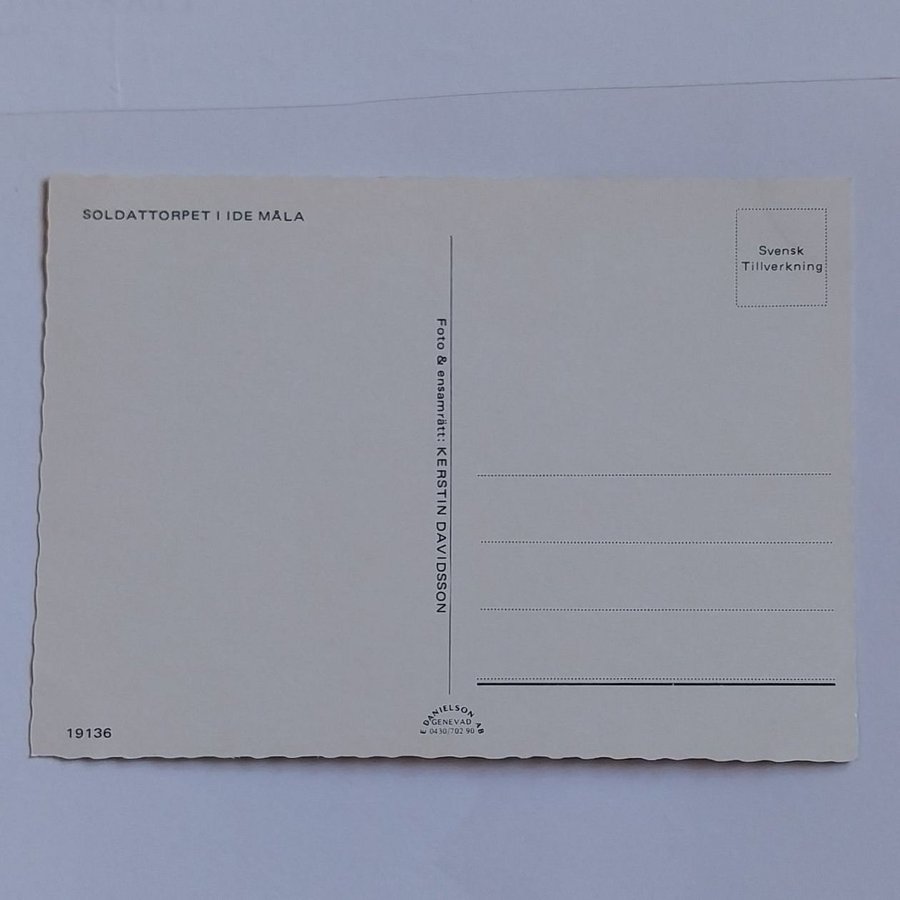 SOLDATTORPET I IDE MÅLA
Svensk
Tillverkning
Foto & ensamrätt: KERSTIN DAVIDSSON
19136
E DANIELSON AB
GENEVAD
0430/702 90